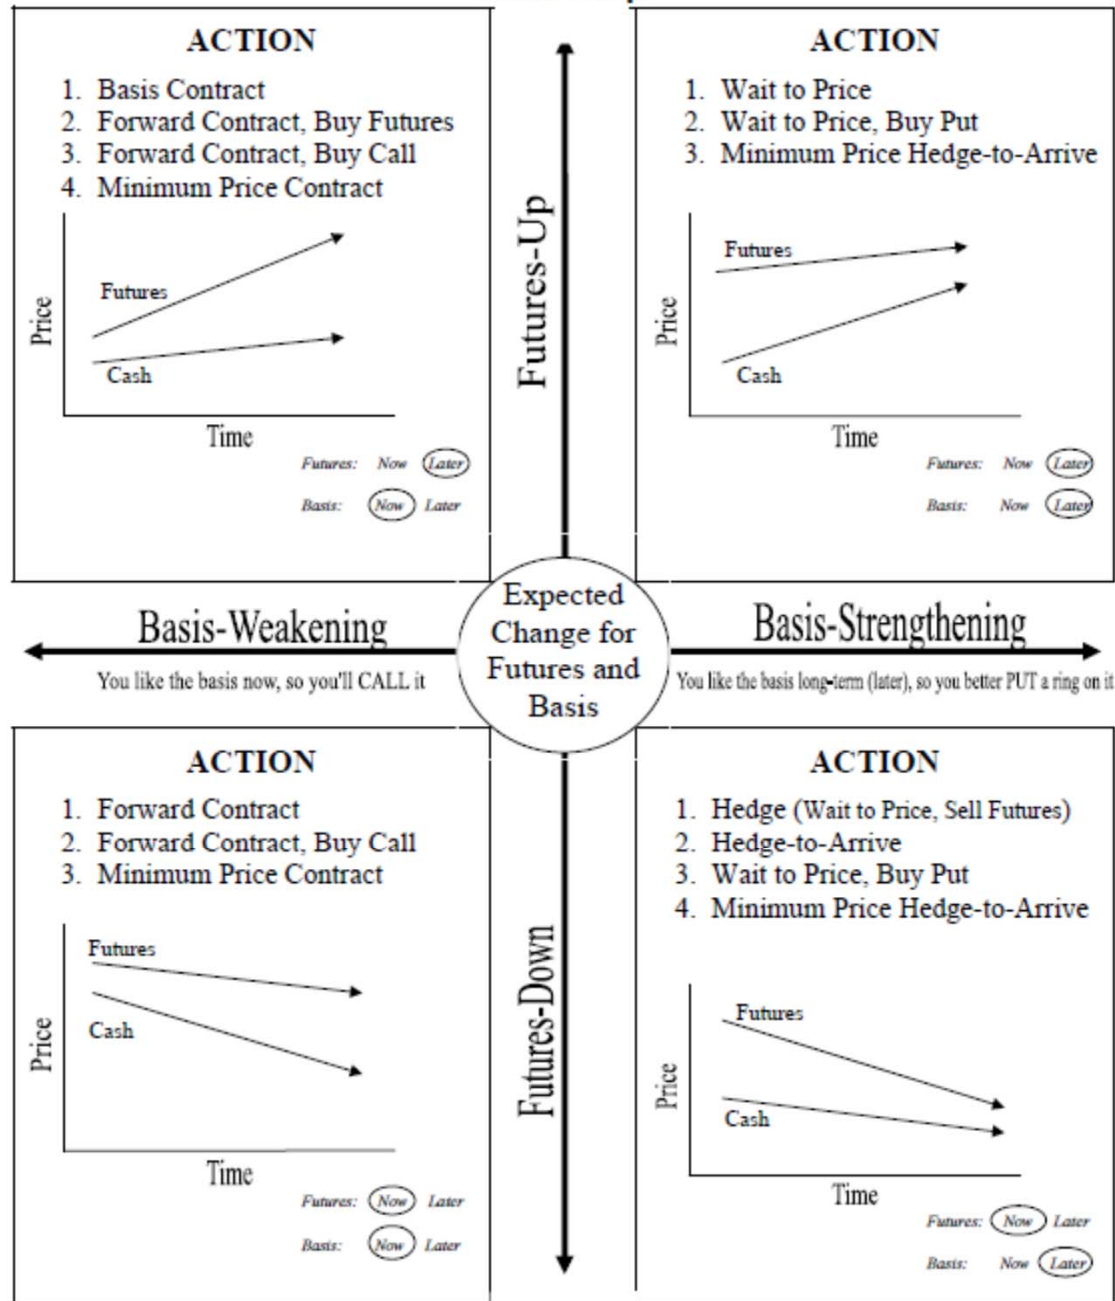 ACTION
1. Basis Contract
2. Forward Contract, Buy Futures
3. Forward Contract, Buy Call
4. Minimum Price Contract
Futures
Cash
Price
Time
Futures: Now Later
Basis: Now Later
Futures-Up
ACTION
1. Wait to Price
2. Wait to Price, Buy Put
3. Minimum Price Hedge-to-Arrive
Futures
Cash
Price
Time
Futures: Now Later
Basis: Now Later
Basis-Weakening
You like the basis now, so you'll CALL it
Expected
Change for
Futures and
Basis
Basis-Strengthening
You like the basis long-term (later), so you better PUT a ring on it
ACTION
1. Forward Contract
2. Forward Contract, Buy Call
3. Minimum Price Contract
Futures
Cash
Price
Time
Futures: Now Later
Basis: Now Later
Futures-Down
ACTION
1. Hedge (Wait to Price, Sell Futures)
2. Hedge-to-Arrive
3. Wait to Price, Buy Put
4. Minimum Price Hedge-to-Arrive
Futures
Cash
Price
Time
Futures: Now Later
Basis: Now Later